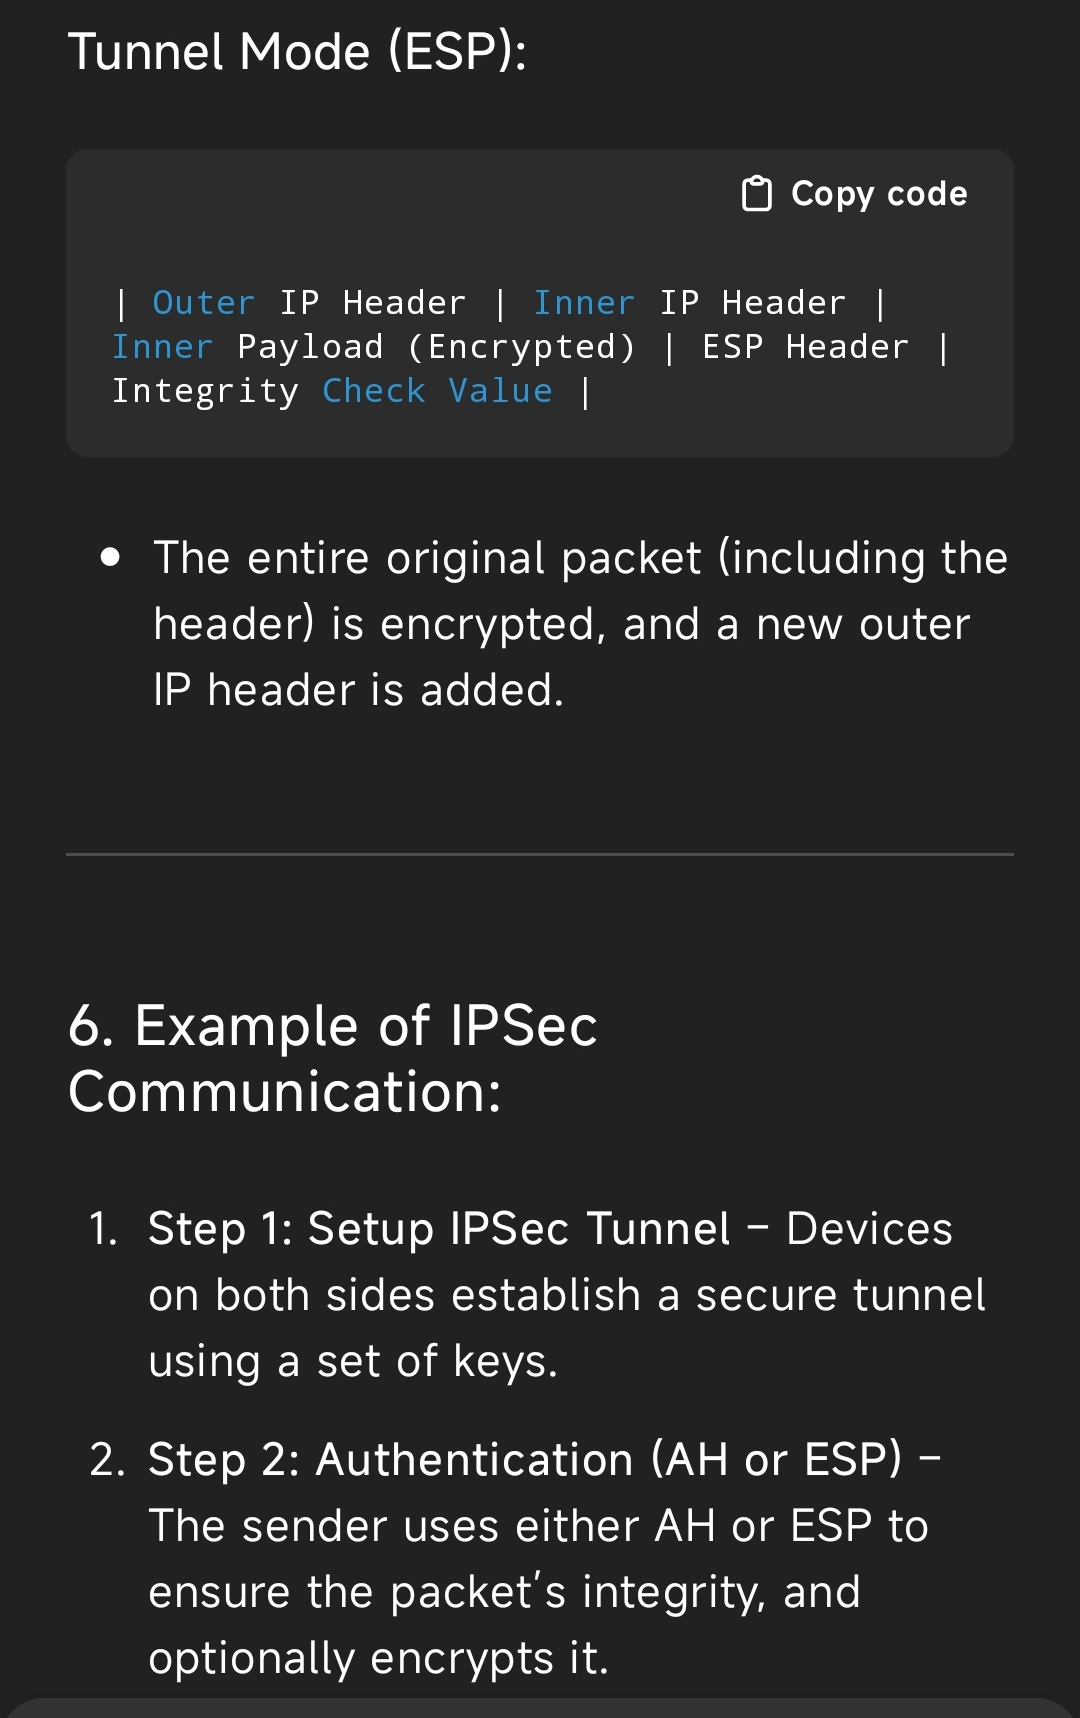 Tunnel Mode (ESP):
Copy code
| Outer IP Header | Inner IP Header |
Inner Payload (Encrypted) | ESP Header |
Integrity Check Value |
• The entire original packet (including the
header) is encrypted, and a new outer
IP header is added.
6. Example of IPSec
Communication:
1. Step 1: Setup IPSec Tunnel – Devices
on both sides establish a secure tunnel
using a set of keys.
2. Step 2: Authentication (AH or ESP) –
The sender uses either AH or ESP to
ensure the packet's integrity, and
optionally encrypts it.